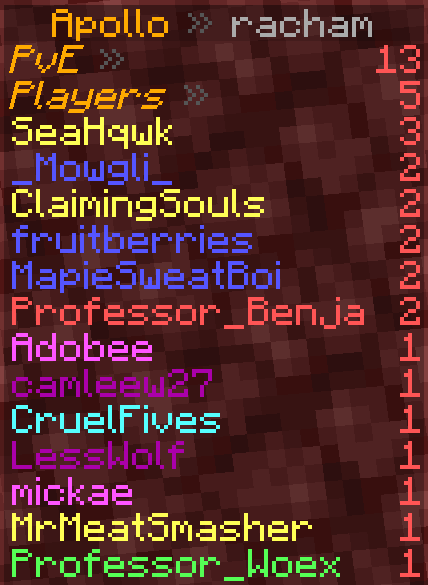 Apollo » racham
PvE » 13
Players » 5
SeaHqwk 3
_Mowgli_ 2
ClaimingSouls 2
fruitberries 2
MapieSweatBoi 2
Professor_Benja 2
Adobee 1
camleew27 1
CruelFives 1
LessWolf 1
mickae 1
MrMeatSmasher 1
Professor_Woex 1